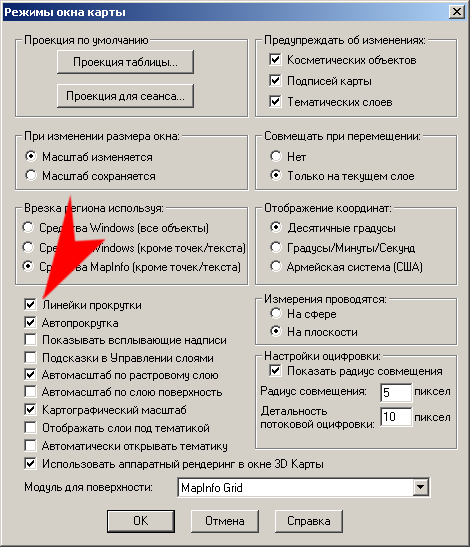 Режимы окна карты
Проекция по умолчанию
Проекция таблицы...
Проекция для сеанса...
Предупреждать об изменениях:
Косметических объектов
Подписей карты
Тематических слоев
При изменении размера окна:
Масштаб изменяется
Масштаб сохраняется
Совмещать при перемещении:
Нет
Только на текущем слое
Врезка региона используя:
Windows (все объекты)
Windows (кроме точек/текста)
MapInfo (кроме точек/текста)
Отображение координат:
Десятичные градусы
Градусы/Минуты/Секунд
Армейская система (США)
Линейки прокрутки
Автопрокрутка
Показывать всплывающие надписи
Подсказки в Управлении слоями
Автомасштаб по растровому слою
Автомасштаб по слою поверхность
Картографический масштаб
Отображать слои под тематикой
Автоматически открывать тематику
Использовать аппаратный рендеринг в окне 3D Карты
Измерения проводятся:
На сфере
На плоскости
Настройки оцифровки:
Показать радиус совмещения
Радиус совмещения: 5 пиксел
Детальность
потоковой оцифровки: 10 пиксел
Модуль для поверхности: MapInfo Grid
OK Отмена Справка